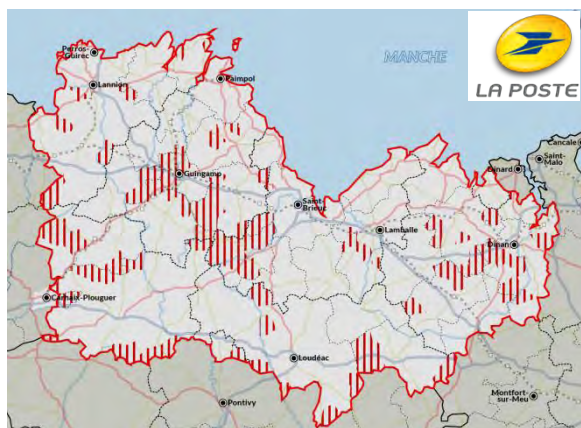 MANCHE
LA POSTE
Perros-
Guirec
Lannion
Paimpol
Cancale
Saint-
Malo
Dinard
Guingamp
Saint-
Brieuc
Lamballe
Dinan
Carhaix-Plouguer
Loudéac
Pontivy
Montfort-
sur-Meu